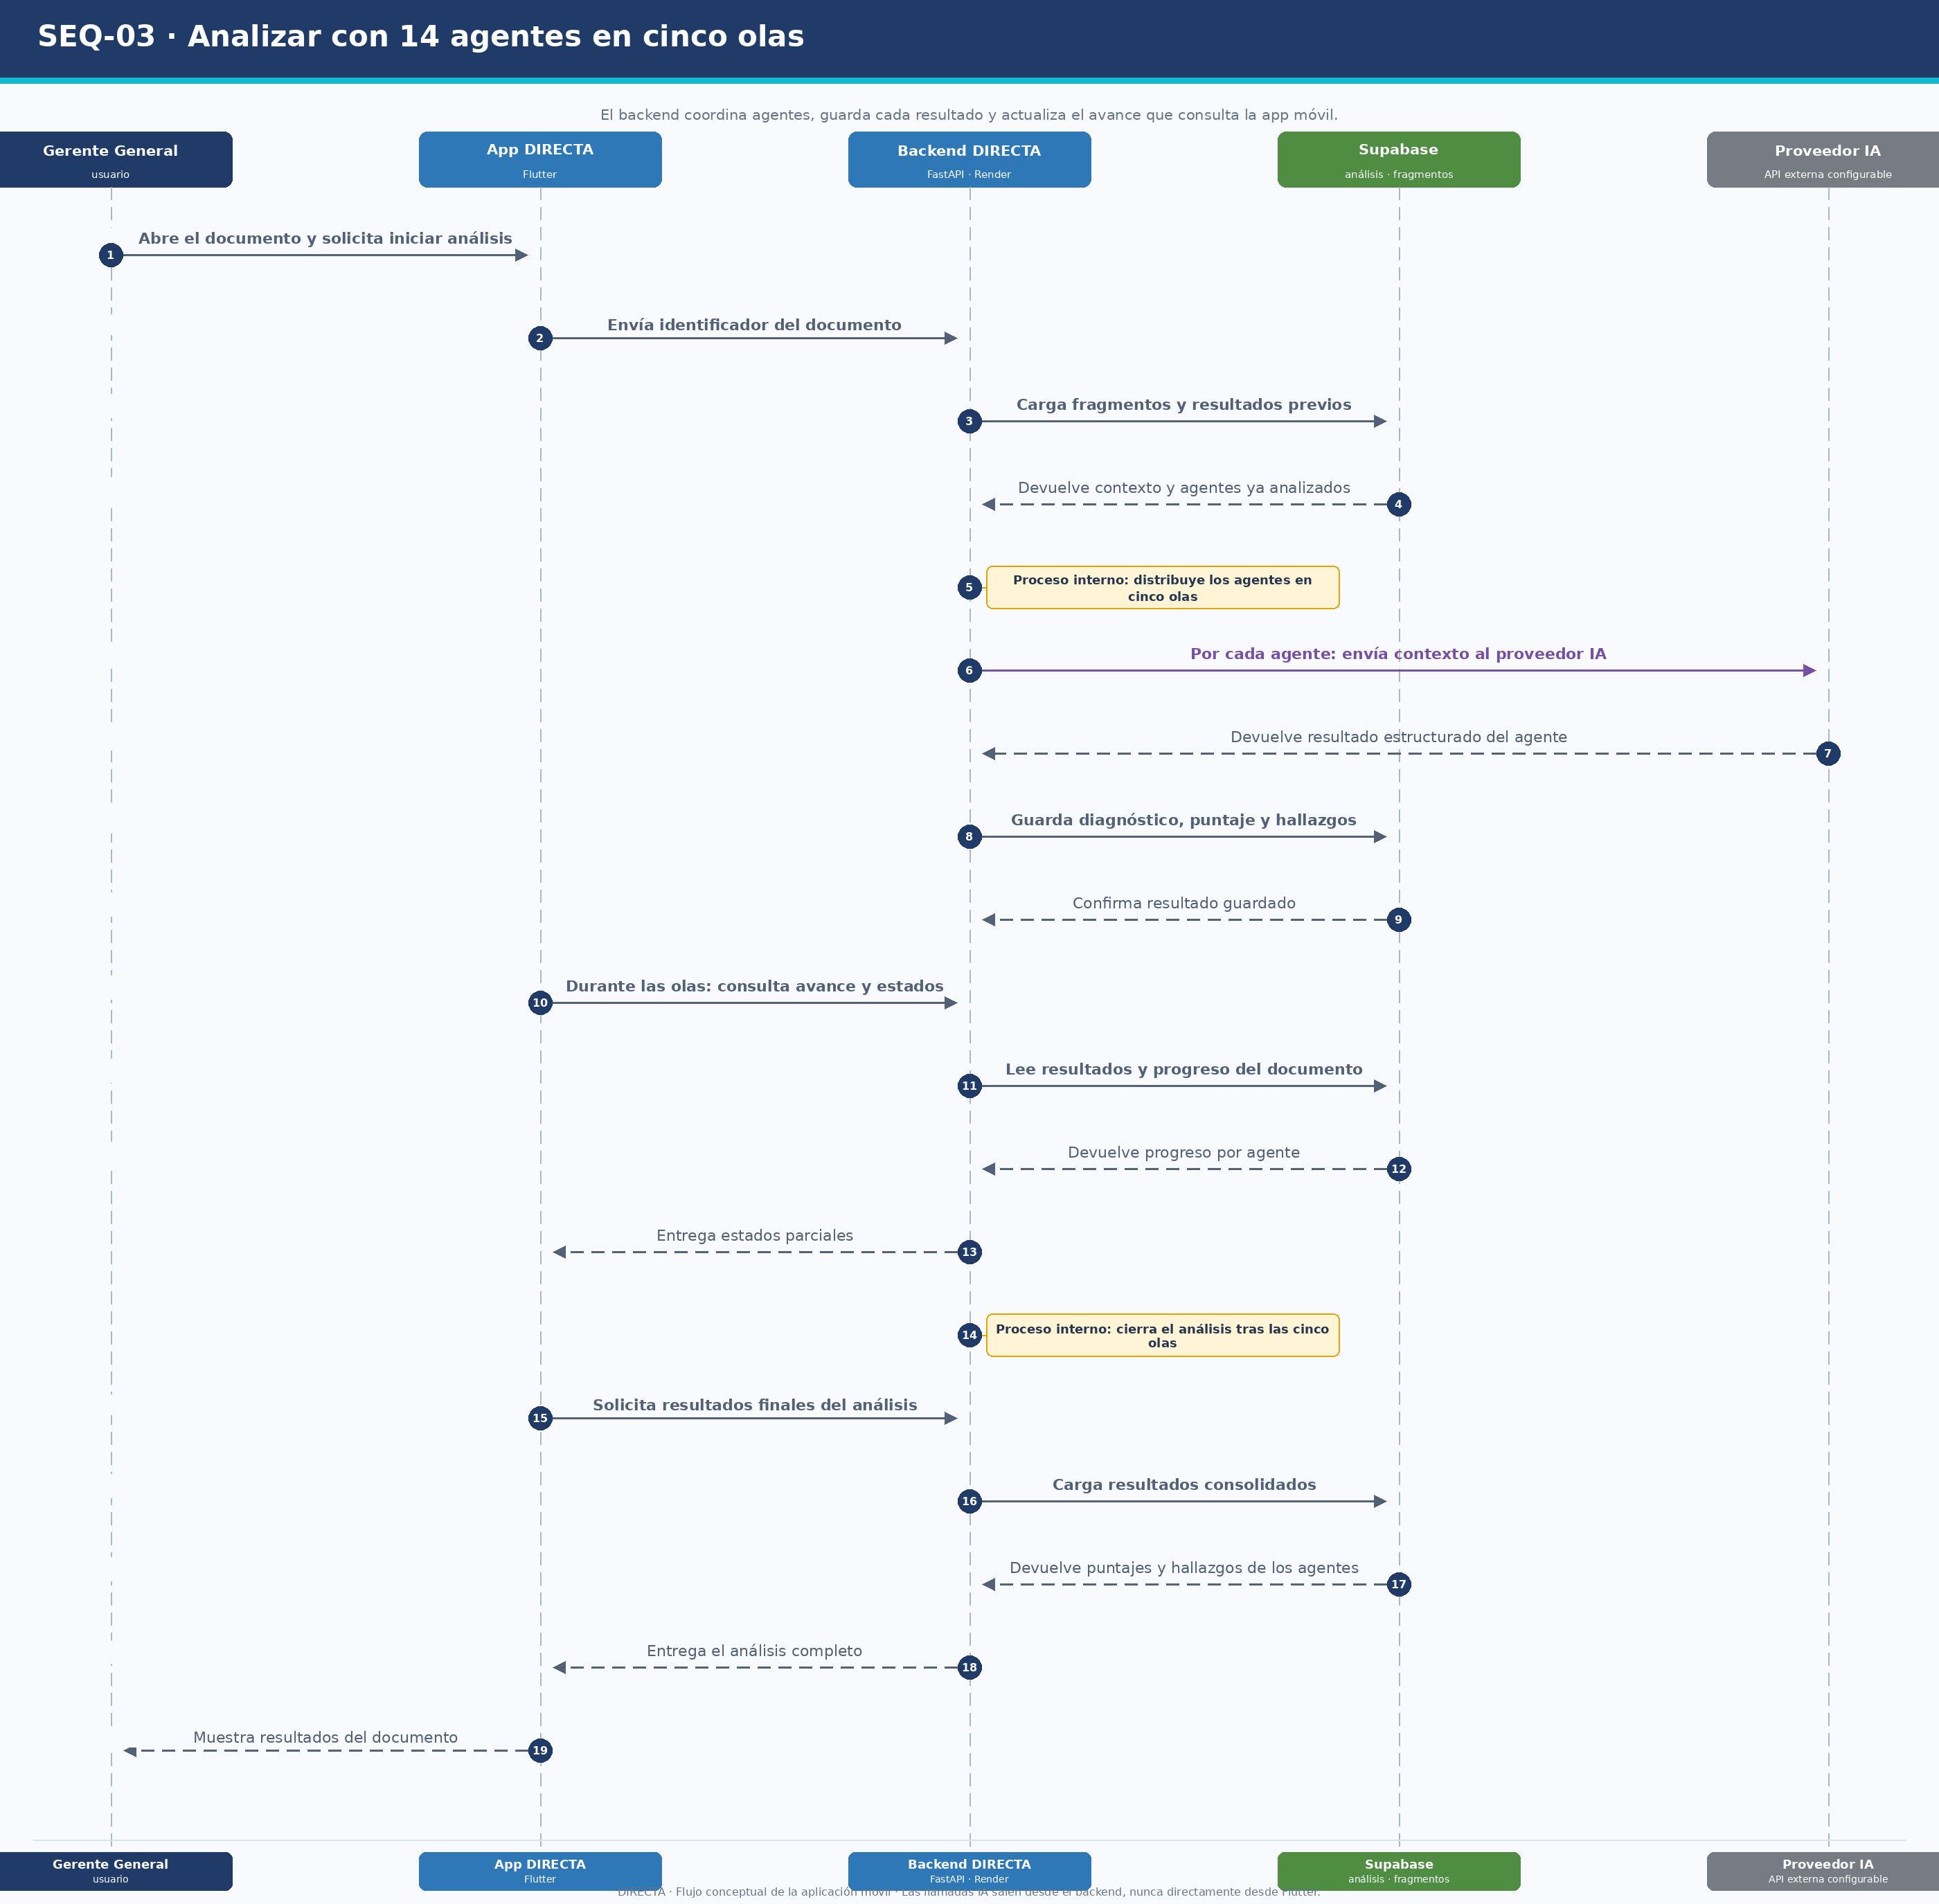 SEQ-03 · Analizar con 14 agentes en cinco olas
El backend coordina agentes, guarda cada resultado y actualiza el avance que consulta la app móvil.
Gerente General
usuario
App DIRECTA
Flutter
Backend DIRECTA
FastAPI · Render
Supabase
análisis · fragmentos
Proveedor IA
API externa configurable
Abre el documento y solicita iniciar análisis
1
Envía identificador del documento
2
Carga fragmentos y resultados previos
3
Devuelve contexto y agentes ya analizados
4
5
Proceso interno: distribuye los agentes en
cinco olas
Por cada agente: envía contexto al proveedor IA
6
Devuelve resultado estructurado del agente
7
Guarda diagnóstico, puntaje y hallazgos
8
Confirma resultado guardado
9
Durante las olas: consulta avance y estados
10
Lee resultados y progreso del documento
11
Devuelve progreso por agente
12
Entrega estados parciales
13
14
Proceso interno: cierra el análisis tras las cinco
olas
Solicita resultados finales del análisis
15
Carga resultados consolidados
16
Devuelve puntajes y hallazgos de los agentes
17
Entrega el análisis completo
18
Muestra resultados del documento
19
Gerente General
usuario
App DIRECTA
Flutter
Backend DIRECTA
FastAPI · Render
Supabase
análisis · fragmentos
Proveedor IA
API externa configurable
DIRECTA · Flujo conceptual de la aplicación móvil · Las llamadas IA salen desde el backend, nunca directamente desde Flutter.